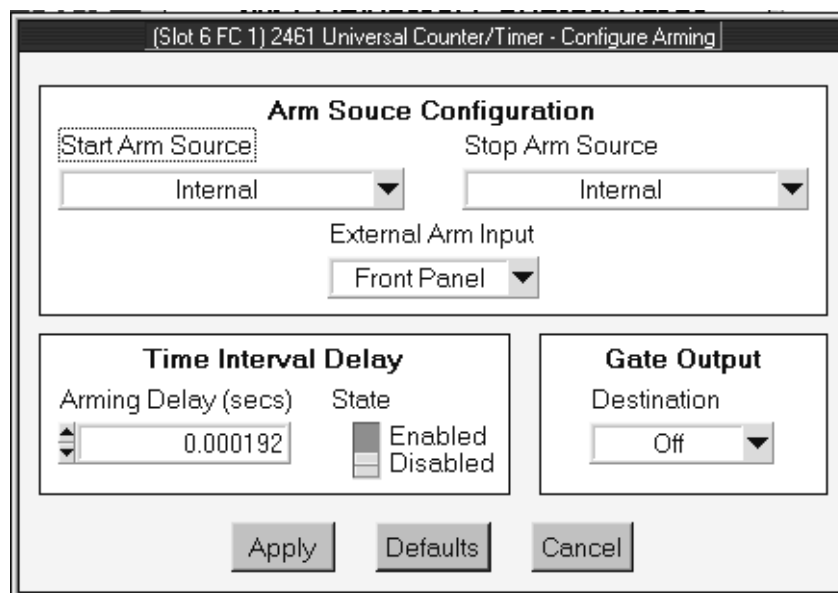 (Slot 6 FC 1) 2461 Universal Counter/Timer - Configure Arming
Arm Souce Configuration
Start Arm Source
Stop Arm Source
Internal
Internal
External Arm Input
Front Panel
Time Interval Delay
Arming Delay (secs)
State
0.000192
Enabled
Disabled
Gate Output
Destination
Off
Apply
Defaults
Cancel